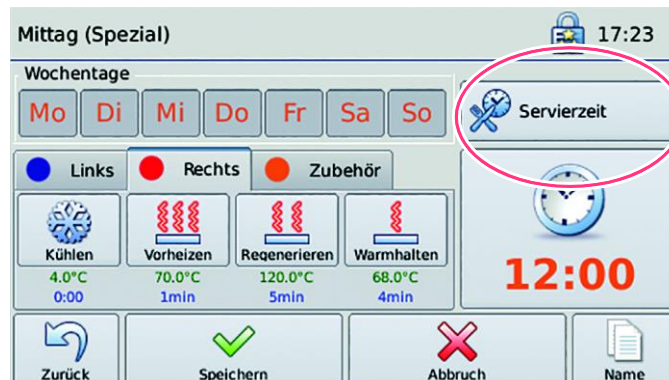 Mittag (Spezial) 17:23
Wochentage
Mo Di Mi Do Fr Sa So
Servierzeit
Links Rechts Zubehör
Kühlen Vorheizen Regenerieren Warmhalten
4.0°C 70.0°C 120.0°C 68.0°C
0:00 1min 5min 4min
12:00
Zurück Speichern Abbruch Name